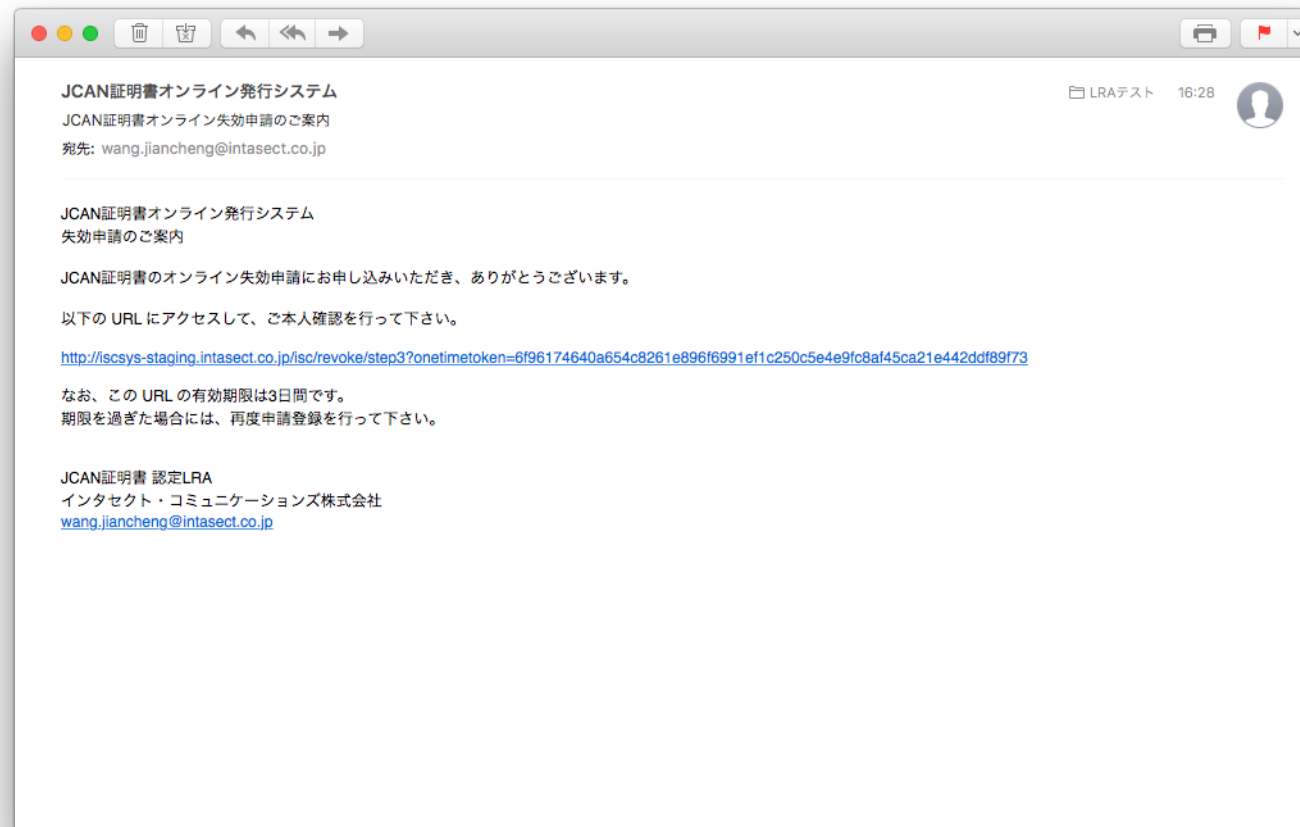 JCAN証明書オンライン発行システム
LRAテスト 16:28
JCAN証明書オンライン失効申請のご案内
宛先: wang.jiancheng@intasect.co.jp
JCAN証明書オンライン発行システム
失効申請のご案内
JCAN証明書のオンライン失効申請にお申し込みいただき、ありがとうございます。
以下の URL にアクセスして、ご本人確認を行って下さい。
http://iscsys-staging.intasect.co.jp/isc/revoke/step3?onetimetoken=6f96174640a654c8261e896f6991ef1c250c5e4e9fc8af45ca21e442ddf89f73
なお、この URL の有効期限は3日間です。
期限を過ぎた場合には、再度申請登録を行って下さい。
JCAN証明書 認定LRA
インタセクト・コミュニケーションズ株式会社
wang.jiancheng@intasect.co.jp